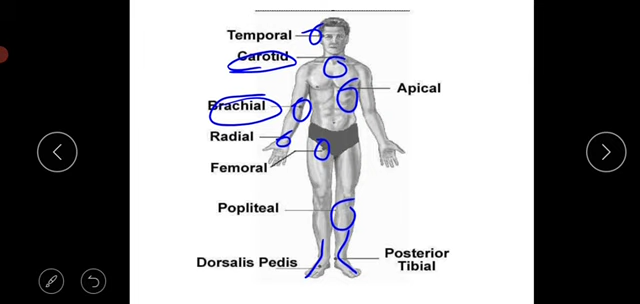 Temporal
Carotid
Apical
Brachial
Radial
Femoral
Popliteal
Dorsalis Pedis
Posterior
Tibial